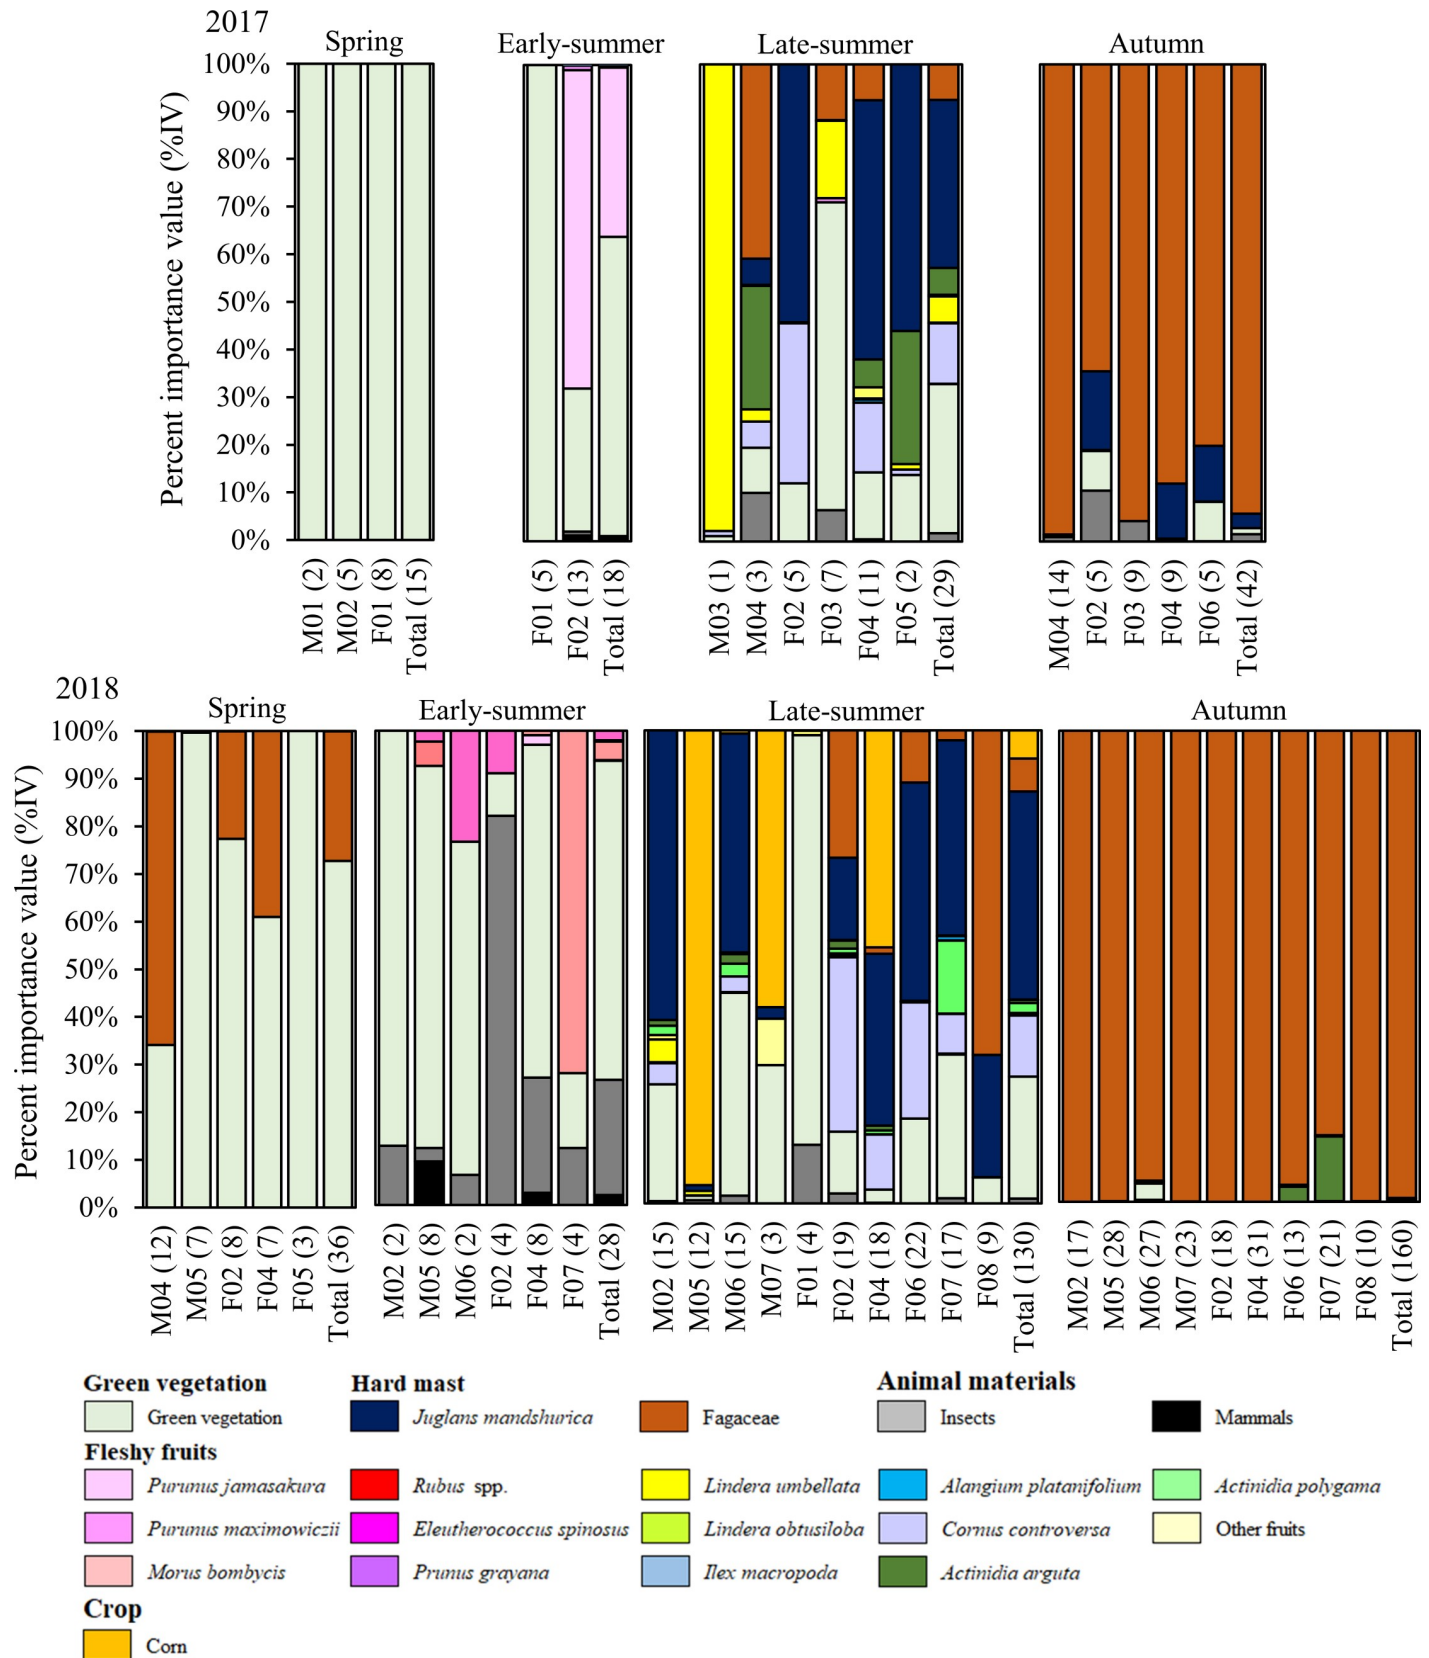 2017
Spring
Early-summer
Late-summer
Autumn
Percent importance value (%IV)
100%
90%
80%
70%
60%
50%
40%
30%
20%
10%
0%
M01 (2)
M02 (5)
F01 (8)
Total (15)
F01 (5)
F02 (13)
Total (18)
M03 (1)
M04 (3)
F02 (5)
F03 (7)
F04 (11)
F05 (2)
Total (29)
M04 (14)
F02 (5)
F03 (9)
F04 (9)
F06 (5)
Total (42)
2018
Spring
Early-summer
Late-summer
Autumn
Percent importance value (%IV)
100%
90%
80%
70%
60%
50%
40%
30%
20%
10%
0%
M04 (12)
M05 (7)
F02 (8)
F04 (7)
F05 (3)
Total (36)
M02 (2)
M05 (8)
M06 (2)
F02 (4)
F04 (8)
F07 (4)
Total (28)
M02 (15)
M05 (12)
M06 (15)
M07 (3)
F01 (4)
F02 (19)
F04 (18)
F06 (22)
F07 (17)
F08 (9)
Total (130)
M02 (17)
M05 (28)
M06 (27)
M07 (23)
F02 (18)
F04 (31)
F06 (13)
F07 (21)
F08 (10)
Total (160)
Green vegetation Hard mast Animal materials
Green vegetation Juglans mandshurica Fagaceae Insects Mammals
Fleshy fruits
Purunus jamasakura Rubus spp. Lindera umbellata Alangium platanifolium Actinidia polygama
Purunus maximowiczii Eleutherococcus spinosus Lindera obtusiloba Cornus controversa Other fruits
Morus bombycis Prunus grayana Ilex macropoda Actinidia arguta
Crop
Corn